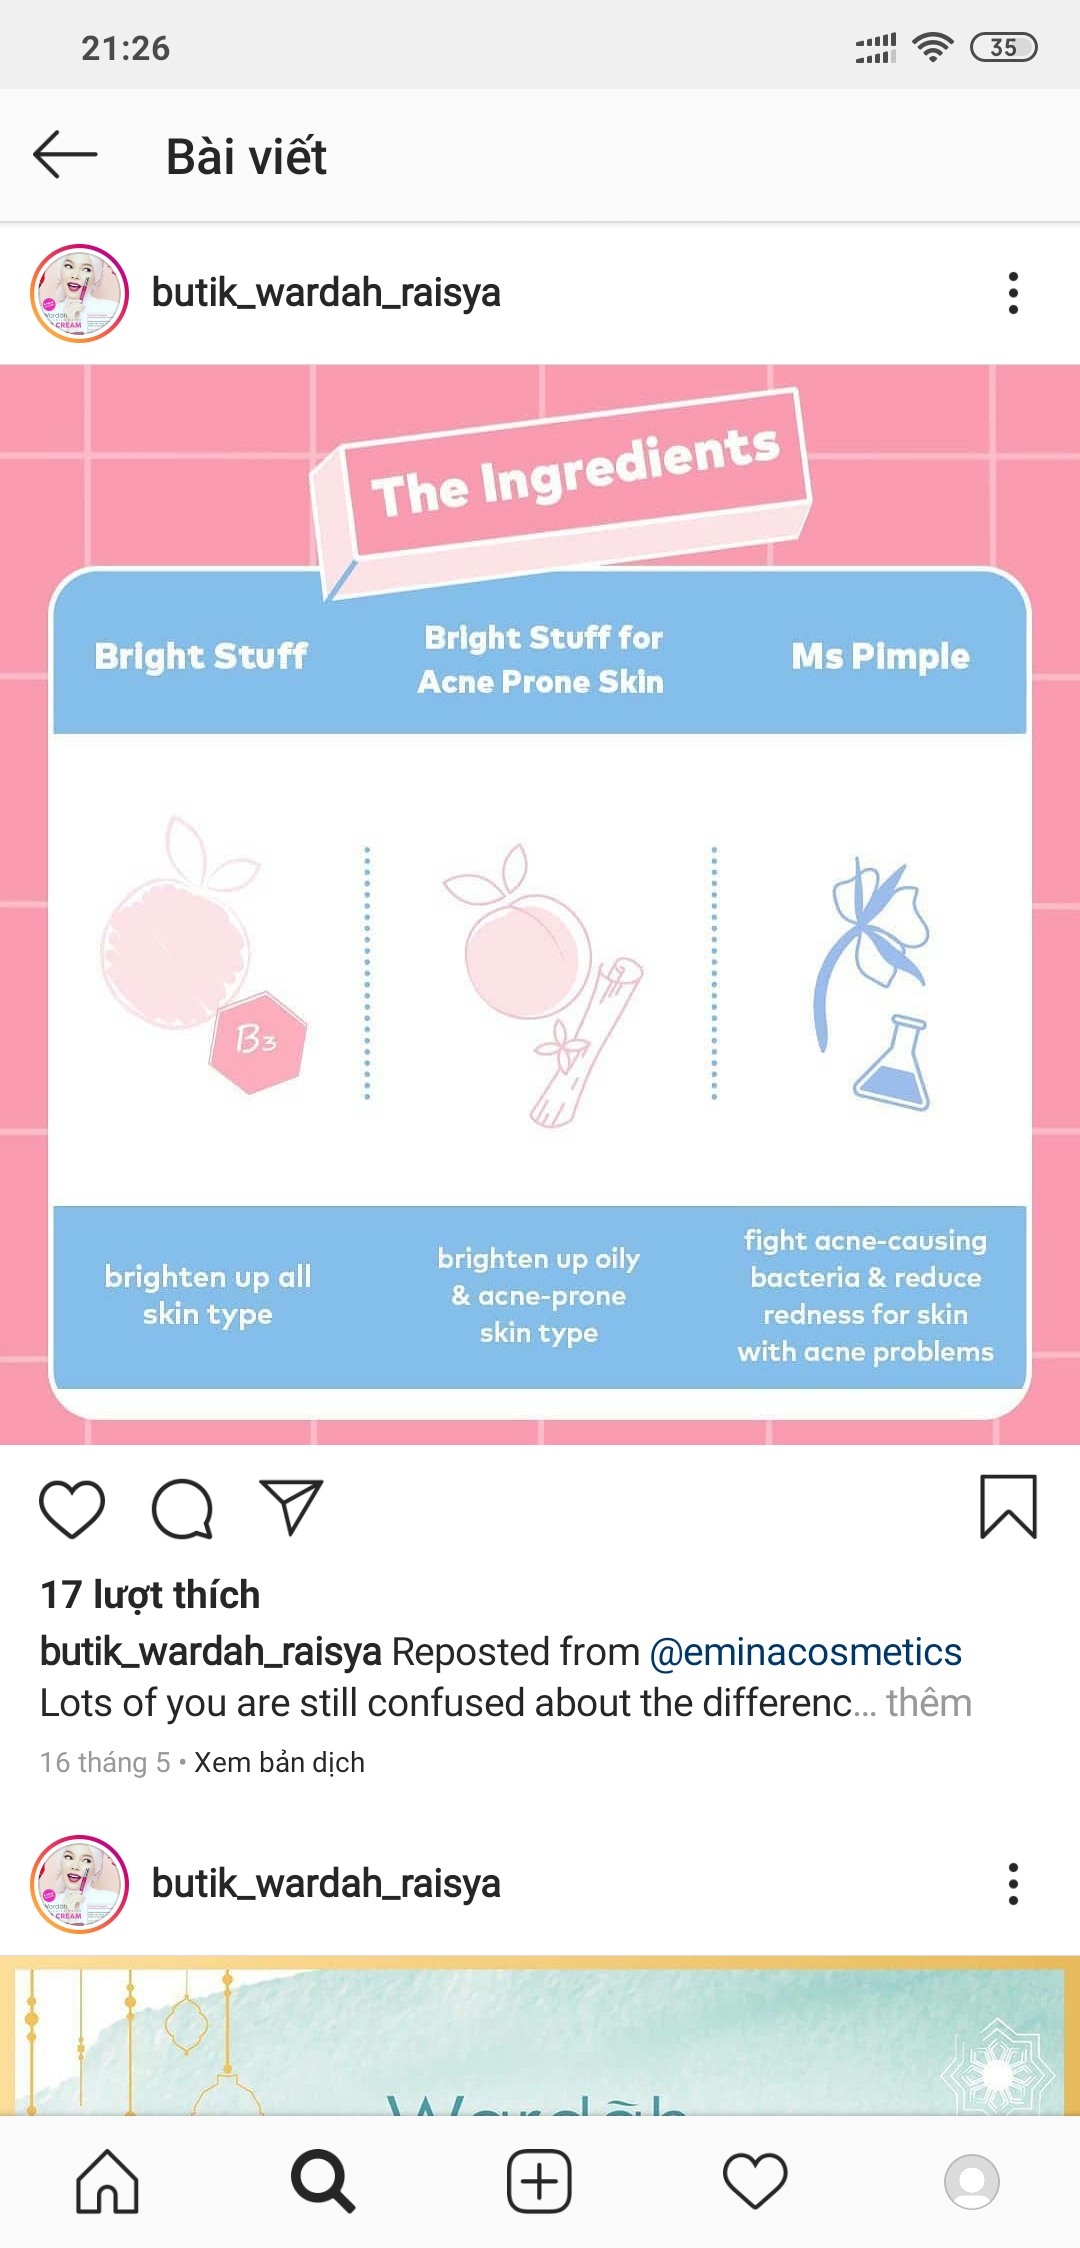 21:26
35
Bài viết
butik_wardah_raisya
The Ingredients
Bright Stuff
Bright Stuff for
Acne Prone Skin
Ms Pimple
B3
brighten up all
skin type
brighten up oily
& acne-prone
skin type
fight acne-causing
bacteria & reduce
redness for skin
with acne problems
17 lượt thích
butik_wardah_raisya Reposted from @eminacosmetics
Lots of you are still confused about the differenc... thêm
16 tháng 5 • Xem bản dịch
butik_wardah_raisya
Wardah
CREAM